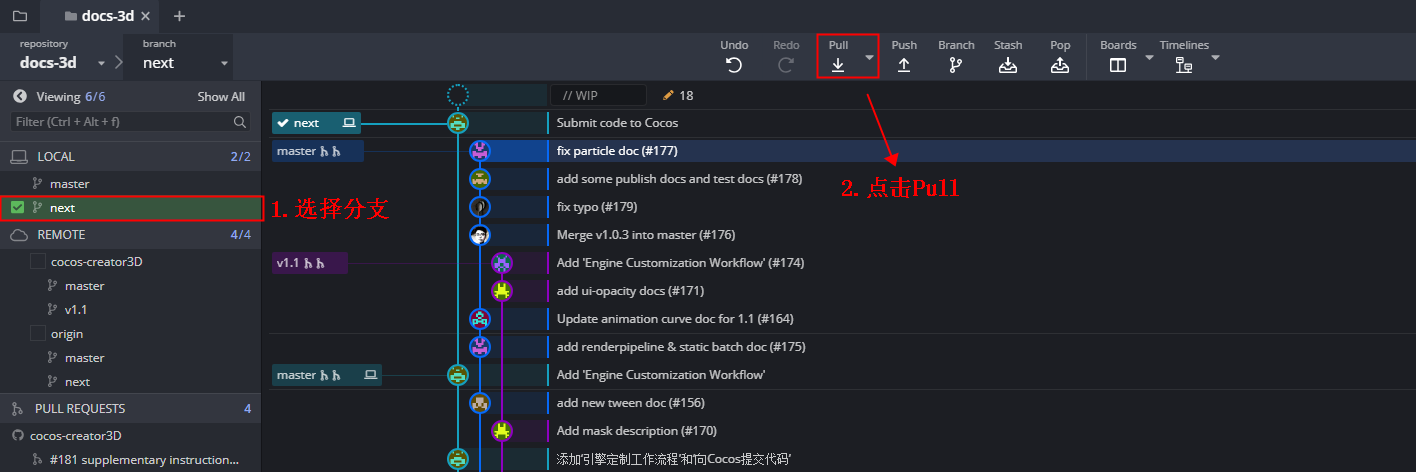 docs-3d
repository
docs-3d
branch
next
Undo
Redo
Pull
Push
Branch
Stash
Pop
Boards
Timelines
Viewing 6/6
Show All
Filter (Ctrl + Alt + f)
LOCAL 2/2
master
next
REMOTE 4/4
cocos-creator3D
master
v1.1
origin
master
next
PULL REQUESTS 4
cocos-creator3D
#181 supplementary instruction...
1. 选择分支
2. 点击Pull
// WIP 18
next Submit code to Cocos
master fix particle doc (#177)
add some publish docs and test docs (#178)
fix typo (#179)
Merge v1.0.3 into master (#176)
v1.1 Add 'Engine Customization Workflow' (#174)
add ui-opacity docs (#171)
Update animation curve doc for 1.1 (#164)
add renderpipeline & static batch doc (#175)
master Add 'Engine Customization Workflow'
add new tween doc (#156)
Add mask description (#170)
添加'引擎定制工作流程'和'向Cocos提交代码'